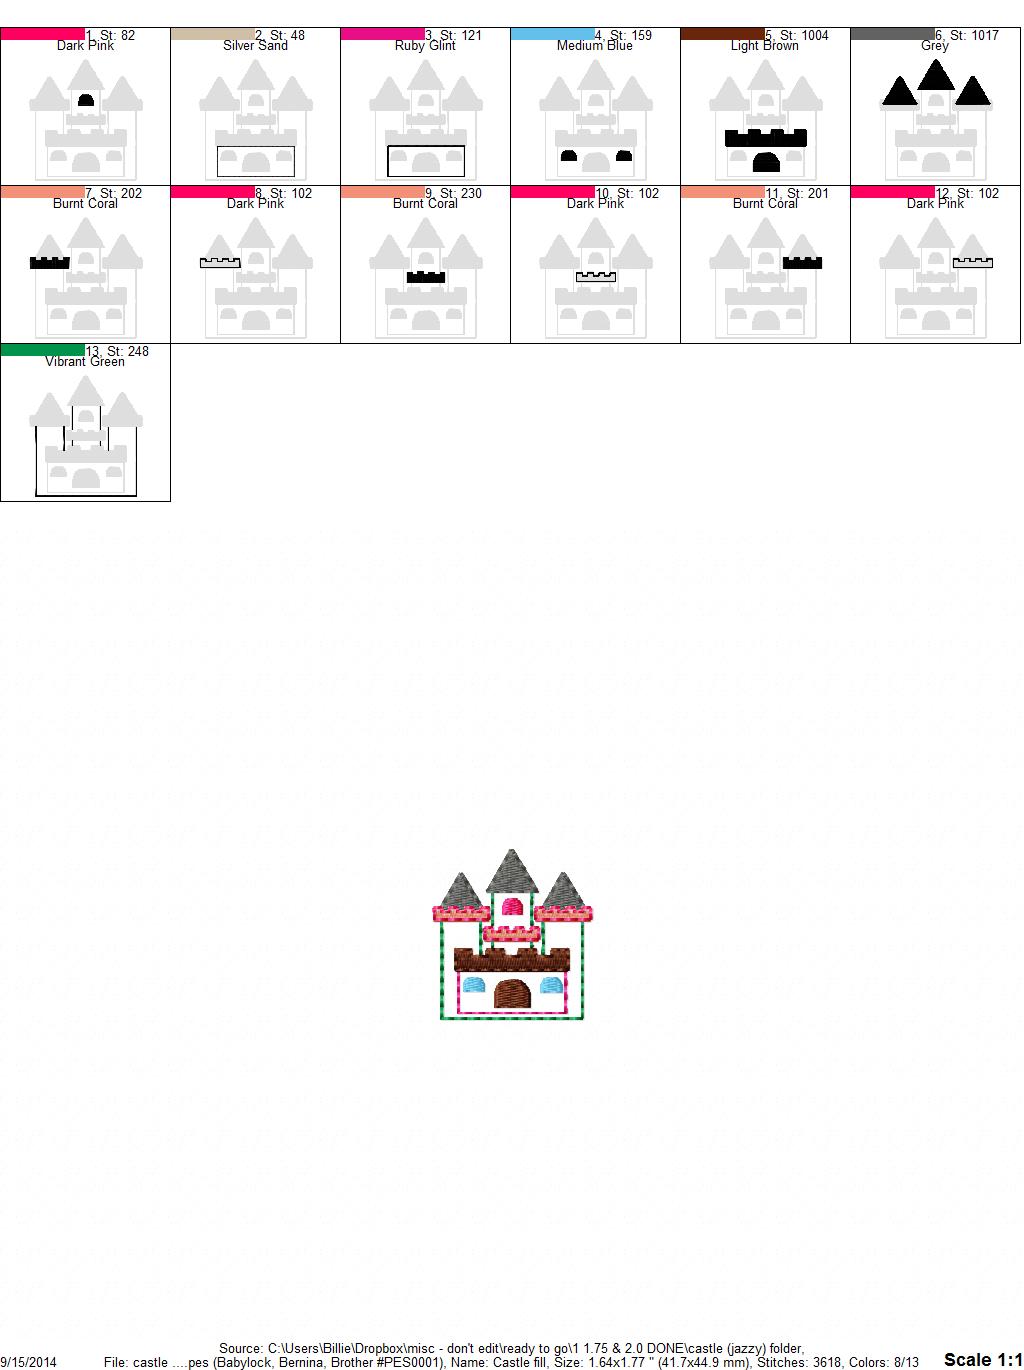 1, St: 82
Dark Pink
2, St: 48
Silver Sand
3, St: 121
Ruby Glint
4, St: 159
Medium Blue
5, St: 1004
Light Brown
6, St: 1017
Grey
7, St: 202
Burnt Coral
8, St: 102
Dark Pink
9, St: 230
Burnt Coral
10, St: 102
Dark Pink
11, St: 201
Burnt Coral
12, St: 102
Dark Pink
13, St: 248
Vibrant Green
Source: C:\Users\Billie\Dropbox\misc - don't edit\ready to go\1 1.75 & 2.0 DONE\castle (jazzy) folder,
9/15/2014 File: castle ....pes (Babylock, Bernina, Brother #PES0001), Name: Castle fill, Size: 1.64x1.77 " (41.7x44.9 mm), Stitches: 3618, Colors: 8/13 Scale 1:1